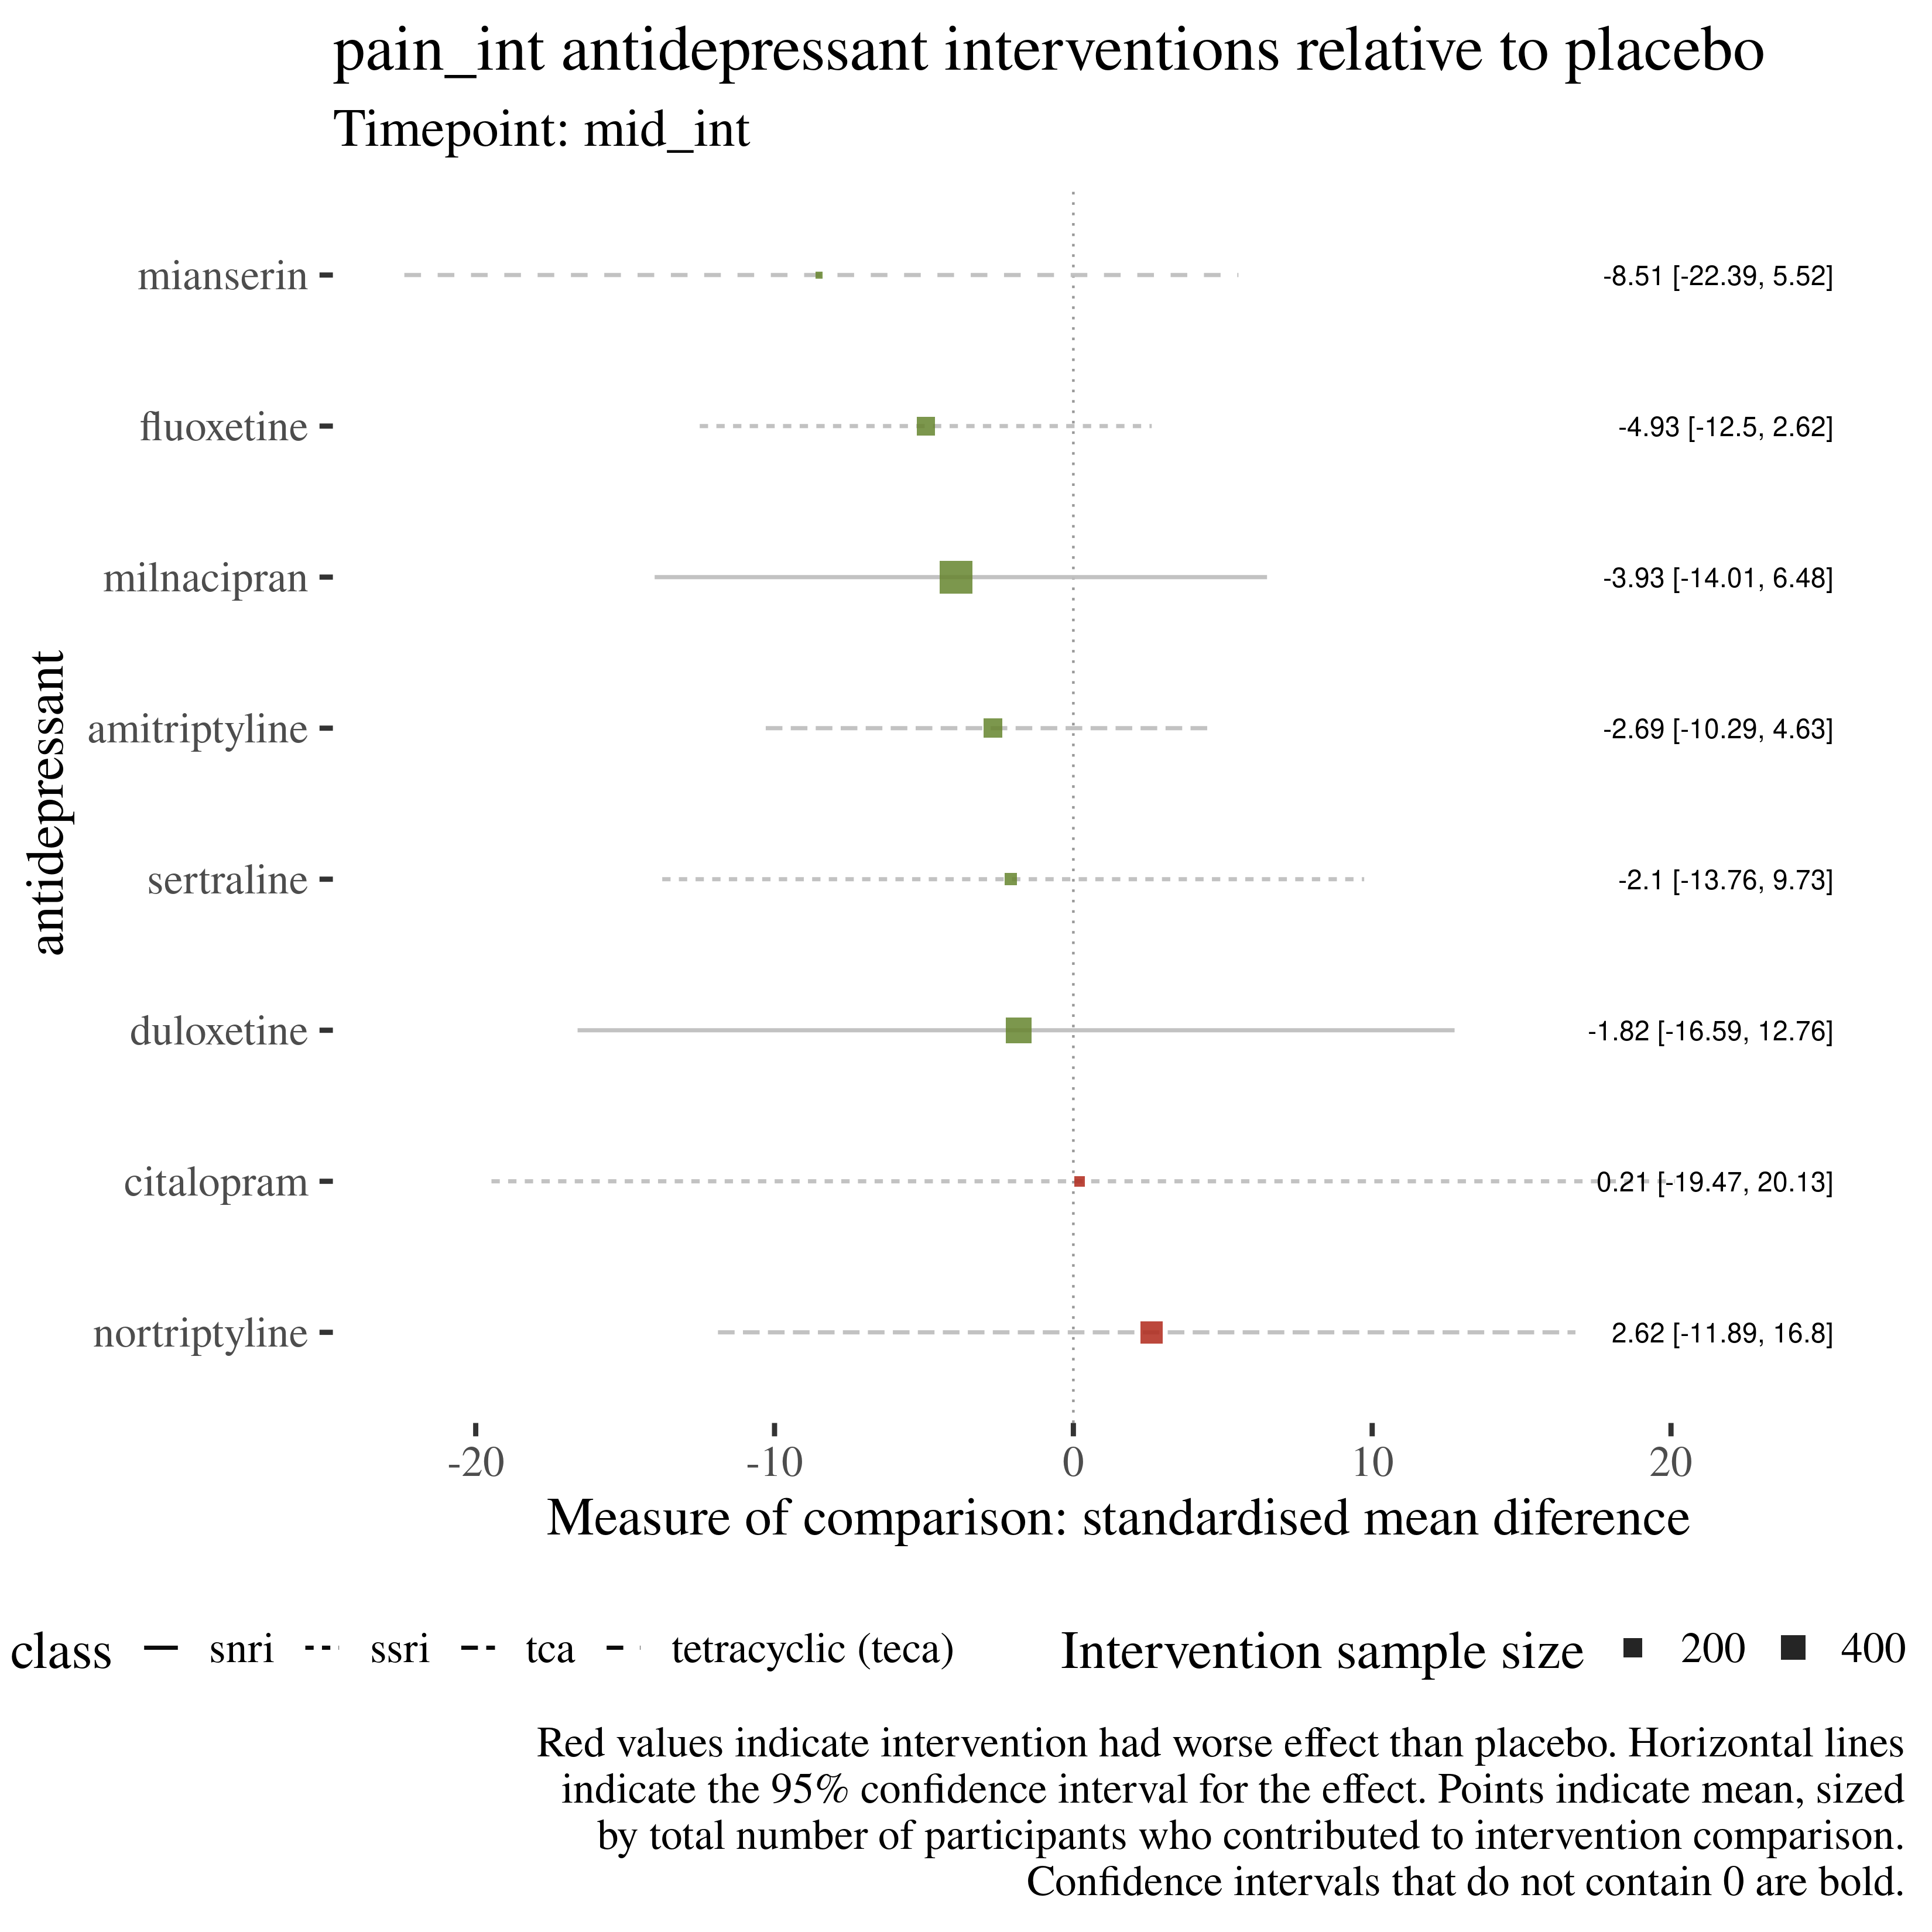 pain_int antidepressant interventions relative to placebo
Timepoint: mid_int
antidepressant
mianserin -8.51 [-22.39, 5.52]
fluoxetine -4.93 [-12.5, 2.62]
milnacipran -3.93 [-14.01, 6.48]
amitriptyline -2.69 [-10.29, 4.63]
sertraline -2.1 [-13.76, 9.73]
duloxetine -1.82 [-16.59, 12.76]
citalopram 0.21 [-19.47, 20.13]
nortriptyline 2.62 [-11.89, 16.8]
-20 -10 0 10 20
Measure of comparison: standardised mean diference
class snri ssri tca tetracyclic (teca) Intervention sample size 200 400
Red values indicate intervention had worse effect than placebo. Horizontal lines
indicate the 95% confidence interval for the effect. Points indicate mean, sized
by total number of participants who contributed to intervention comparison.
Confidence intervals that do not contain 0 are bold.